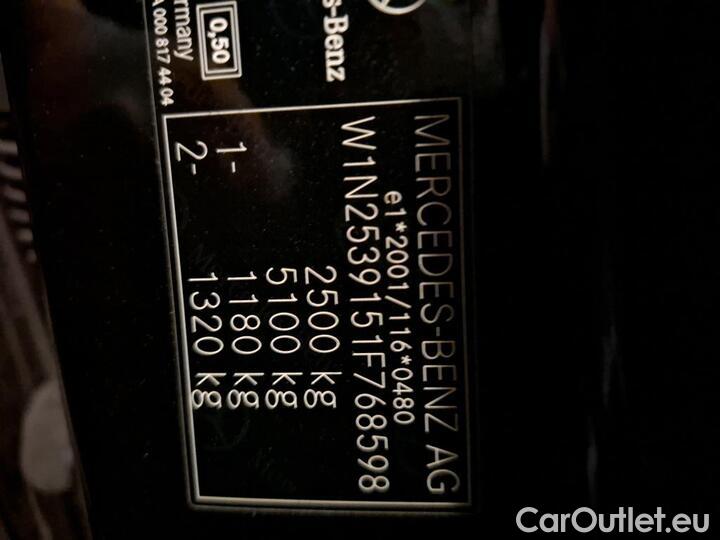 s-Benz
0,50
rmany
A 000 817 44 04
MERCEDES-BENZ AG
e1*2001/116*0480
W1N2539151F768598
2500 kg
5100 kg
1- 1180 kg
2- 1320 kg
CarOutlet.eu